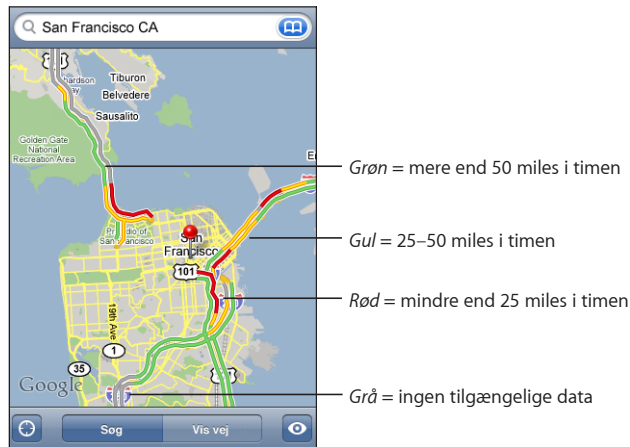 San Francisco CA
Tiburon
Belvedere
Sausalito
Golden Gate
National
Recreation Area
Grøn = mere end 50 miles i timen
Gul = 25–50 miles i timen
San
Francisco
101
Rød = mindre end 25 miles i timen
19th Ave
1
35
Google
Grå = ingen tilgængelige data
Søg
Vis vej